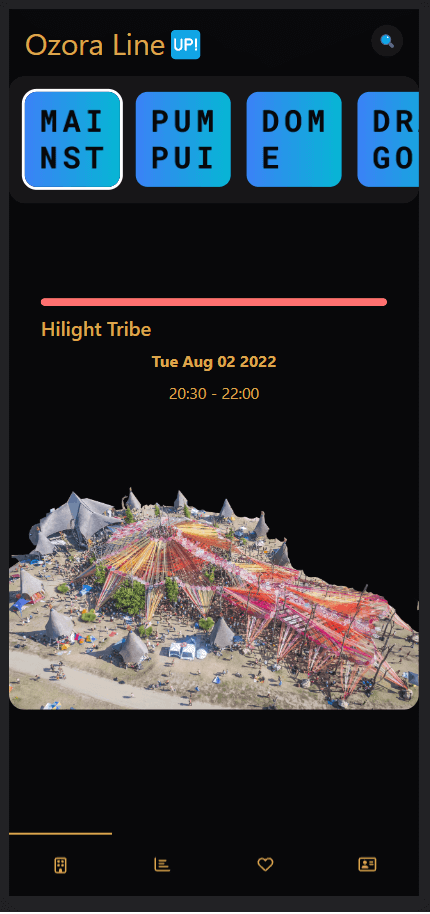 Ozora Line UP!
MAI PUM DOM DR
NST PUI E GO
Hilight Tribe
Tue Aug 02 2022
20:30 - 22:00